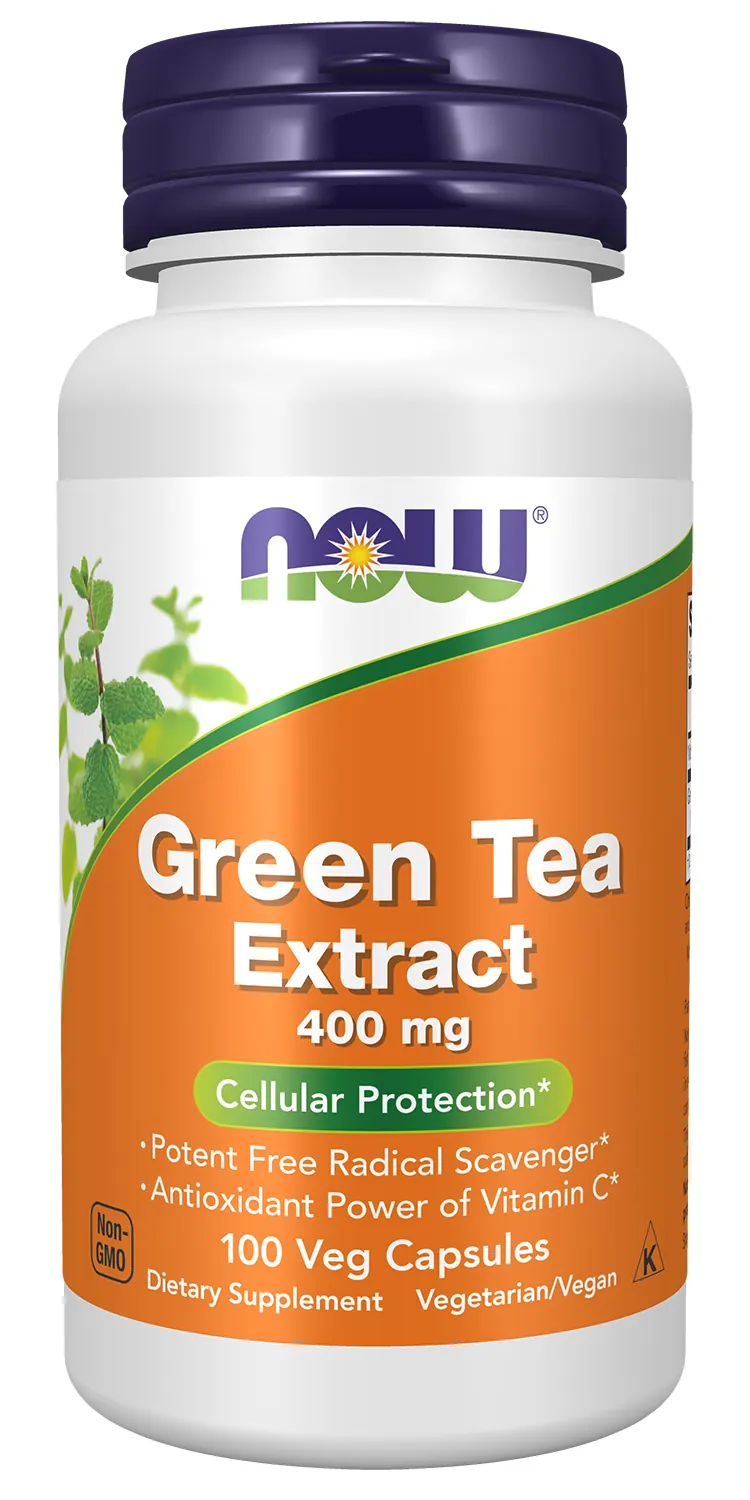 NOW®
Green Tea
Extract
400 mg
Cellular Protection*
•Potent Free Radical Scavenger*
•Antioxidant Power of Vitamin C*
100 Veg Capsules
Non-
GMO
Dietary Supplement Vegetarian/Vegan
K